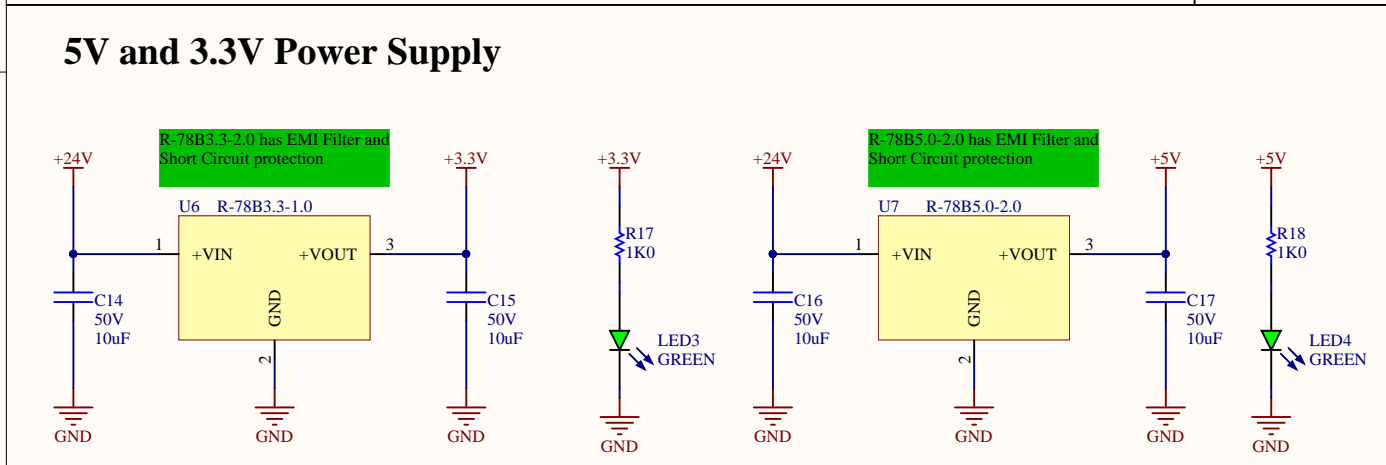 5V and 3.3V Power Supply
R-78B3.3-2.0 has EMI Filter and
Short Circuit protection
+24V
+3.3V
U6 R-78B3.3-1.0
1
+VIN
+VOUT
3
GND
2
C14
50V
10uF
C15
50V
10uF
GND
GND
GND
+3.3V
R17
1K0
LED3
GREEN
GND
R-78B5.0-2.0 has EMI Filter and
Short Circuit protection
+24V
+5V
U7 R-78B5.0-2.0
1
+VIN
+VOUT
3
GND
2
C16
50V
10uF
C17
50V
10uF
GND
GND
GND
+5V
R18
1K0
LED4
GREEN
GND